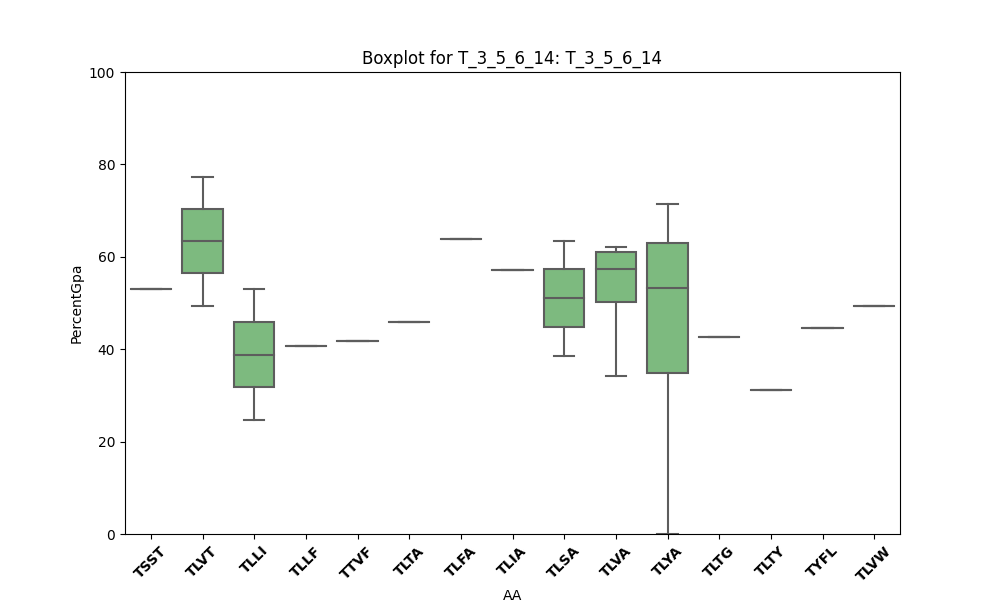 Boxplot for T_3_5_6_14: T_3_5_6_14
PercentGpa
100
80
60
40
20
0
TSST TLVT TLLI TLLF TTVF TLTA TLFA TLIA TLSA TLVA TLYA TLTG TLTY TYFL TLVW
AA